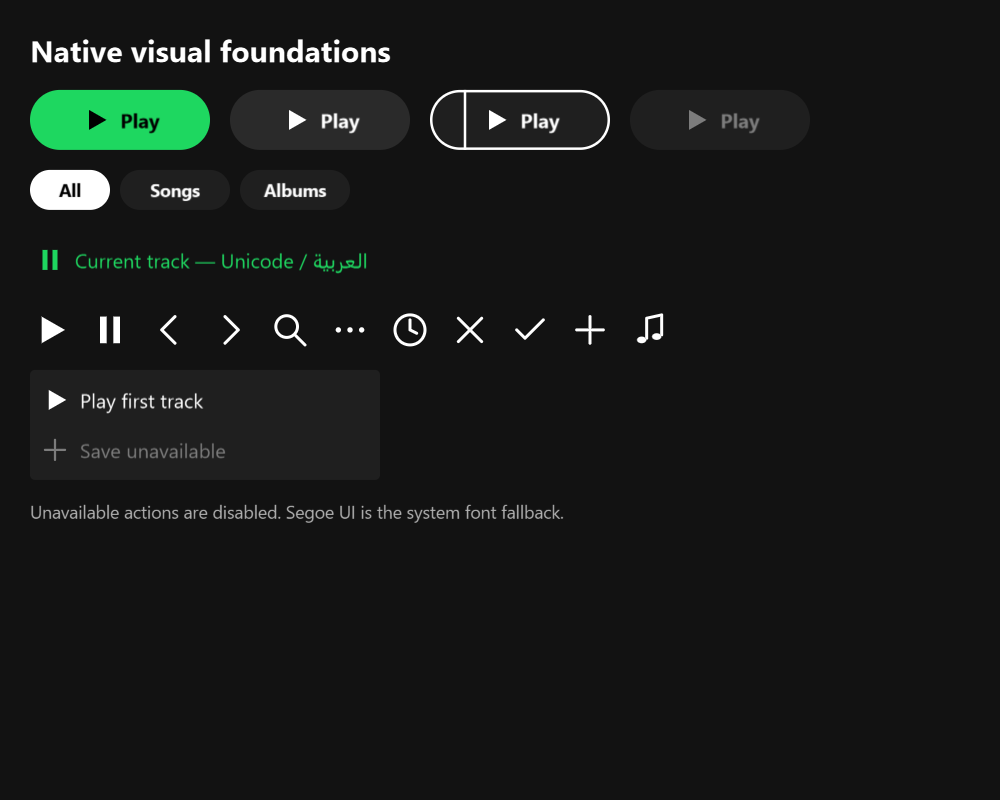 Native visual foundations
Play Play Play Play
All Songs Albums
Current track — Unicode / العربية
Play first track
Save unavailable
Unavailable actions are disabled. Segoe UI is the system font fallback.